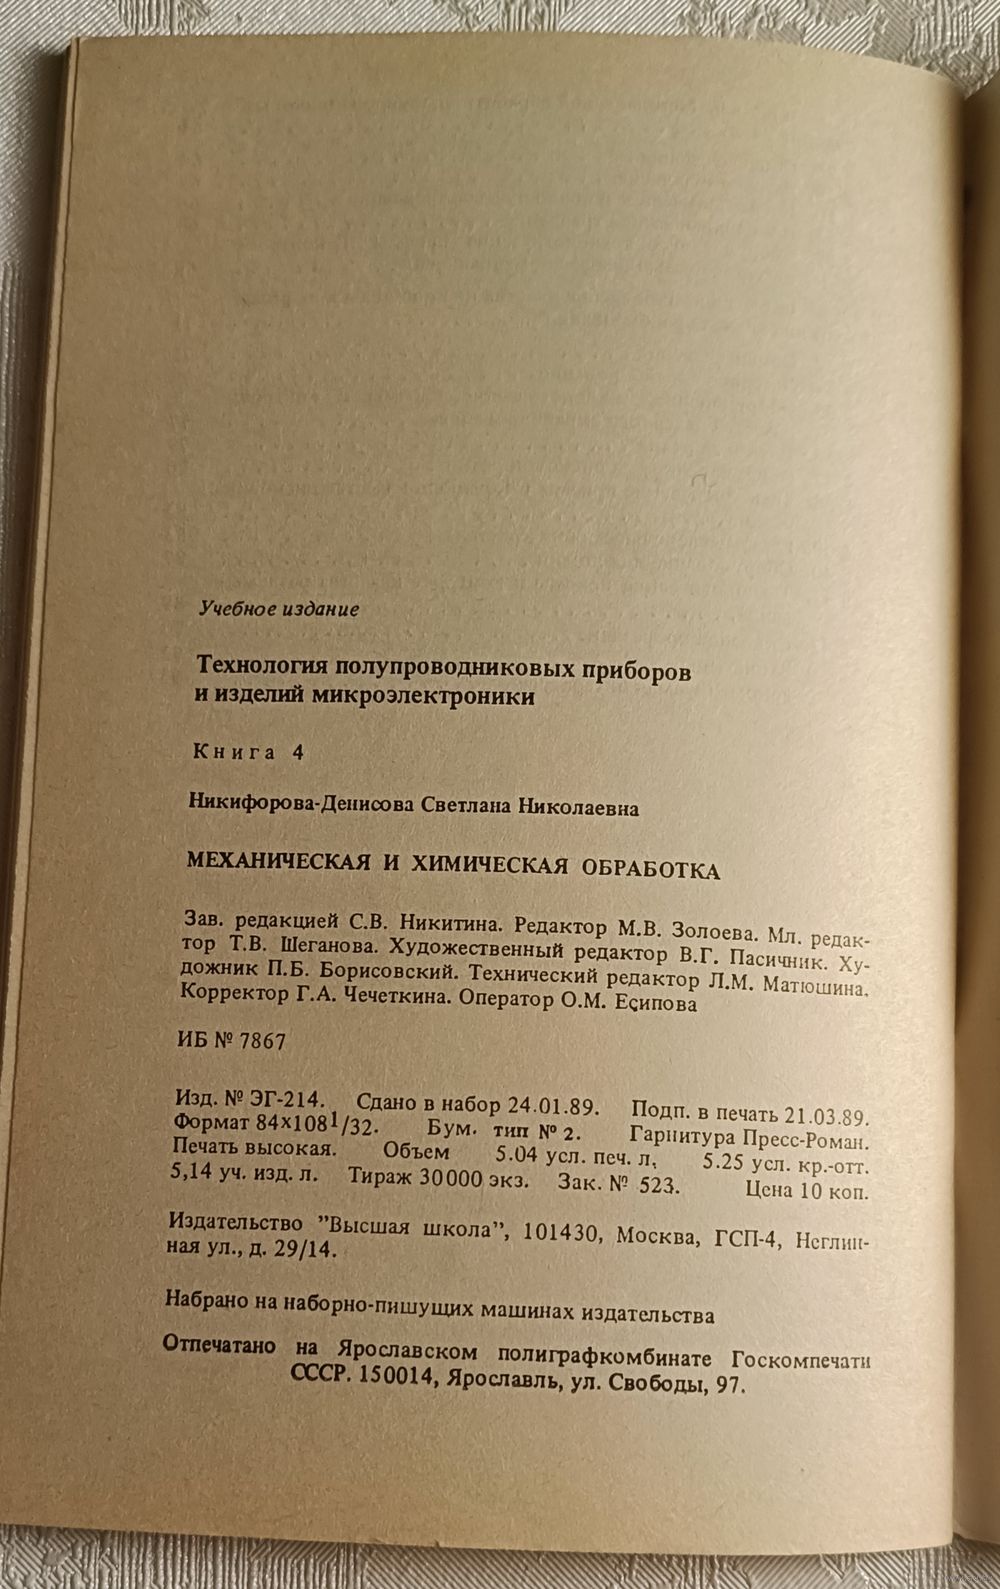 Учебное издание
Технология полупроводниковых приборов
и изделий микроэлектроники
Книга 4
Никифорова-Денисова Светлана Николаевна
МЕХАНИЧЕСКАЯ И ХИМИЧЕСКАЯ ОБРАБОТКА
Зав. редакцией С.В. Никитина. Редактор М.В. Золоева. Мл. редак-
тор Т.В. Шеганова. Художественный редактор В.Г. Пасичник. Ху-
дожник П.Б. Борисовский. Технический редактор Л.М. Матюшина.
Корректор Г.А. Чечеткина. Оператор О.М. Есипова
ИБ № 7867
Изд. № ЭГ-214. Сдано в набор 24.01.89. Подп. в печать 21.03.89.
Формат 84×108 1/32. Бум. тип № 2. Гарнитура Пресс-Роман.
Печать высокая. Объем 5.04 усл. печ. л, 5.25 усл. кр.-отт.
5,14 уч. изд. л. Тираж 30000 экз. Зак. № 523. Цена 10 коп.
Издательство ”Высшая школа”, 101430, Москва, ГСП-4, Неглин-
ная ул., д. 29/14.
Набрано на наборно-пишущих машинах издательства
Отпечатано на Ярославском полиграфкомбинате Госкомпечати
СССР. 150014, Ярославль, ул. Свободы, 97.